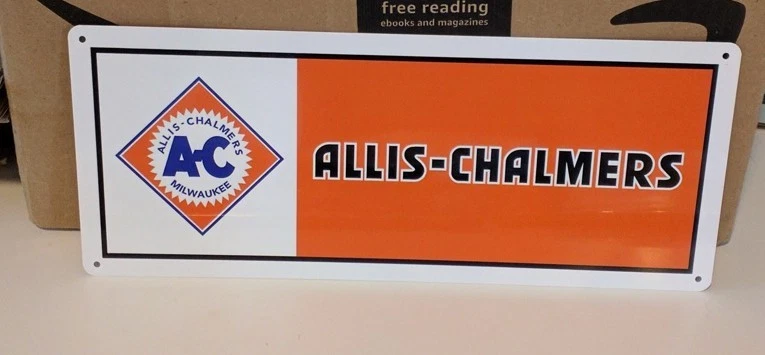 free reading
ebooks and magazines
ALLIS-CHALMERS
A-C
MILWAUKEE
ALLIS-CHALMERS